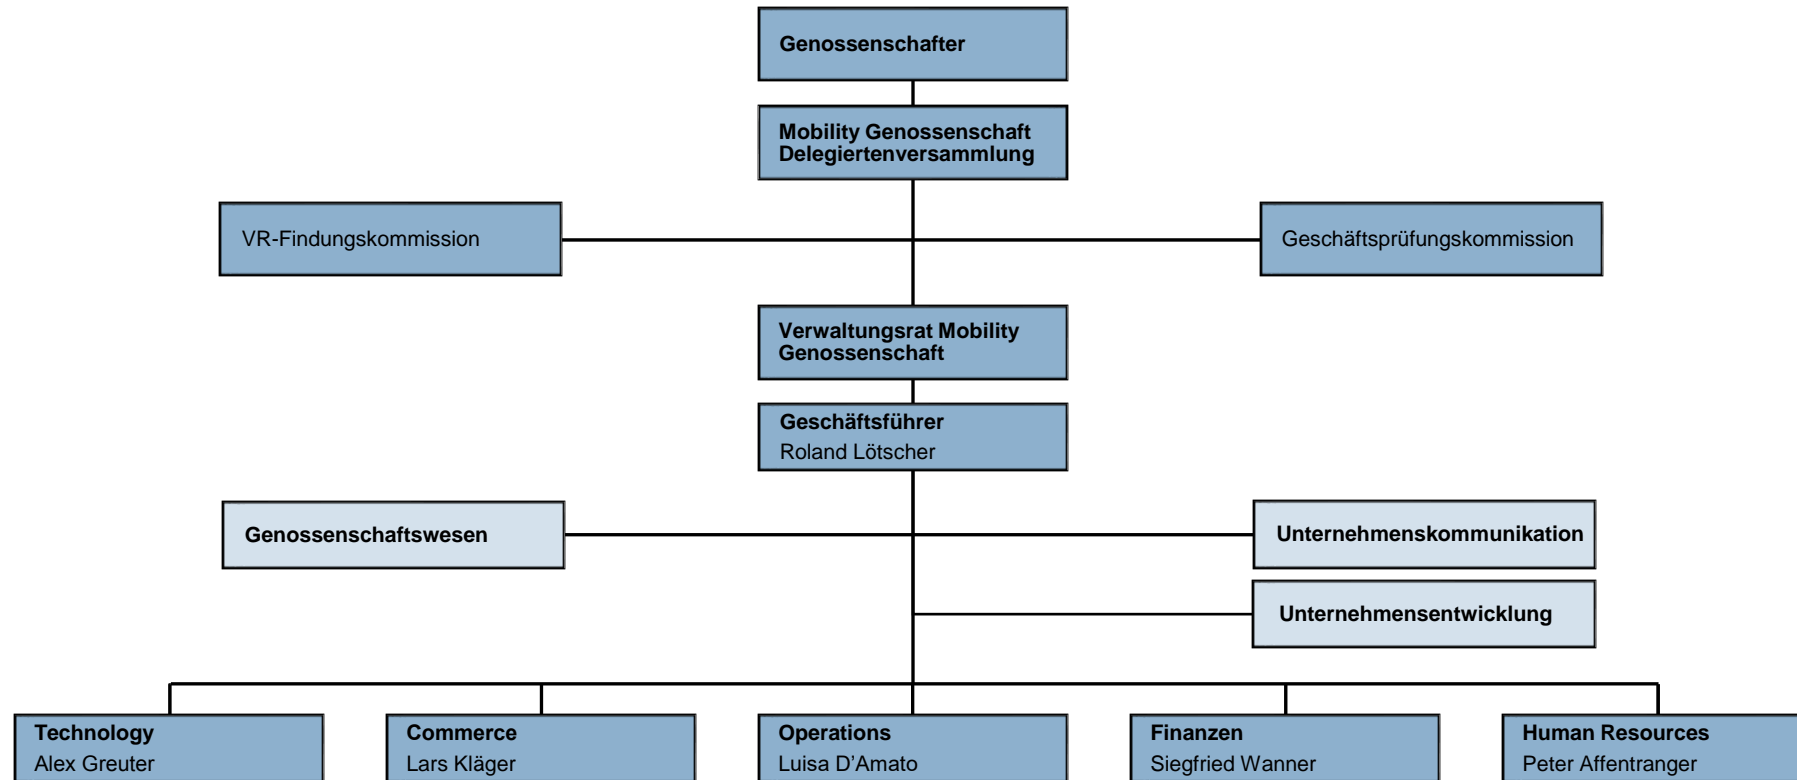 Genossenschafter
Mobility Genossenschaft
Delegiertenversammlung
VR-Findungskommission
Geschäftsprüfungskommission
Verwaltungsrat Mobility
Genossenschaft
Geschäftsführer
Roland Lötscher
Genossenschaftswesen
Unternehmenskommunikation
Unternehmensentwicklung
Technology
Alex Greuter
Commerce
Lars Kläger
Operations
Luisa D’Amato
Finanzen
Siegfried Wanner
Human Resources
Peter Affentranger